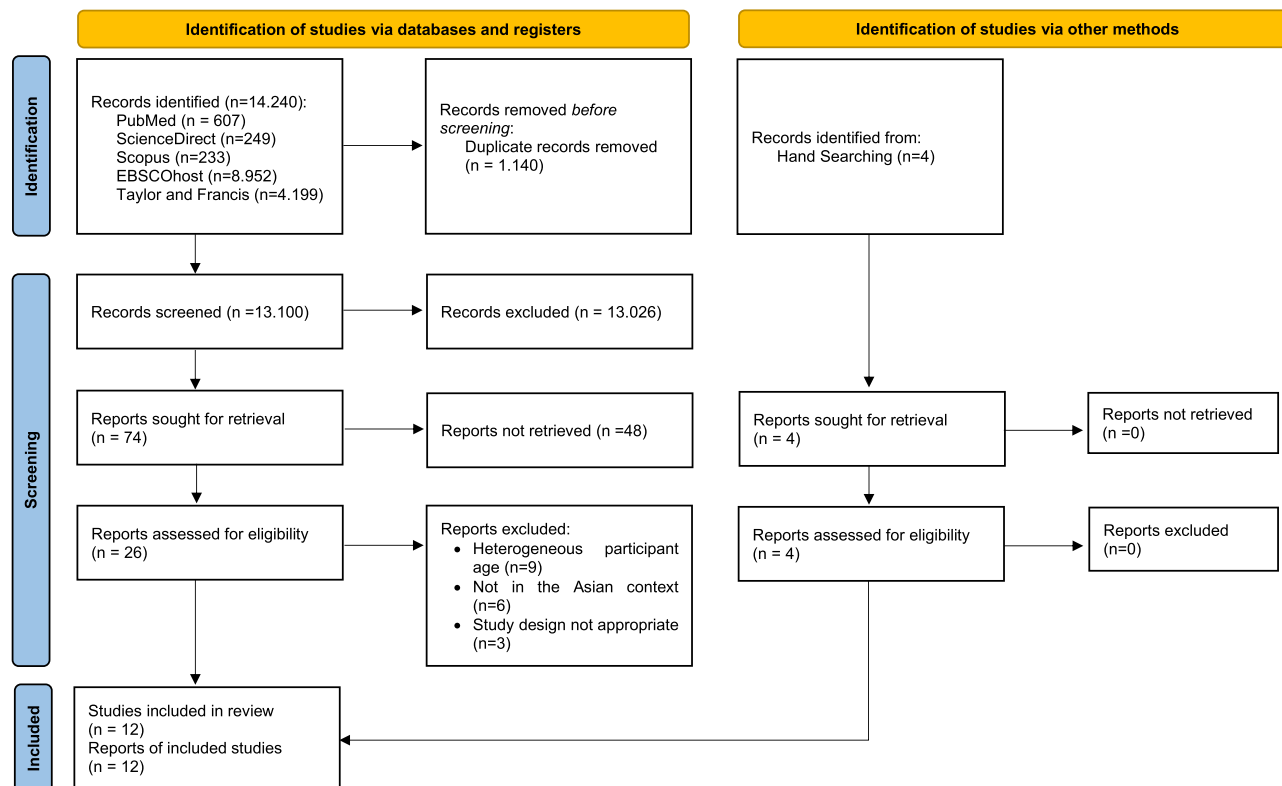 Identification of studies via databases and registers
Identification of studies via other methods
Identification
Records identified (n=14.240):
PubMed (n = 607)
ScienceDirect (n=249)
Scopus (n=233)
EBSCOhost (n=8.952)
Taylor and Francis (n=4.199)
Records removed before
screening:
Duplicate records removed
(n = 1.140)
Records identified from:
Hand Searching (n=4)
Screening
Records screened (n =13.100)
Records excluded (n = 13.026)
Reports sought for retrieval
(n = 74)
Reports not retrieved (n =48)
Reports sought for retrieval
(n = 4)
Reports not retrieved
(n =0)
Reports assessed for eligibility
(n = 26)
Reports excluded:
• Heterogeneous participant
age (n=9)
• Not in the Asian context
(n=6)
• Study design not appropriate
(n=3)
Reports assessed for eligibility
(n = 4)
Reports excluded
(n=0)
Included
Studies included in review
(n = 12)
Reports of included studies
(n = 12)